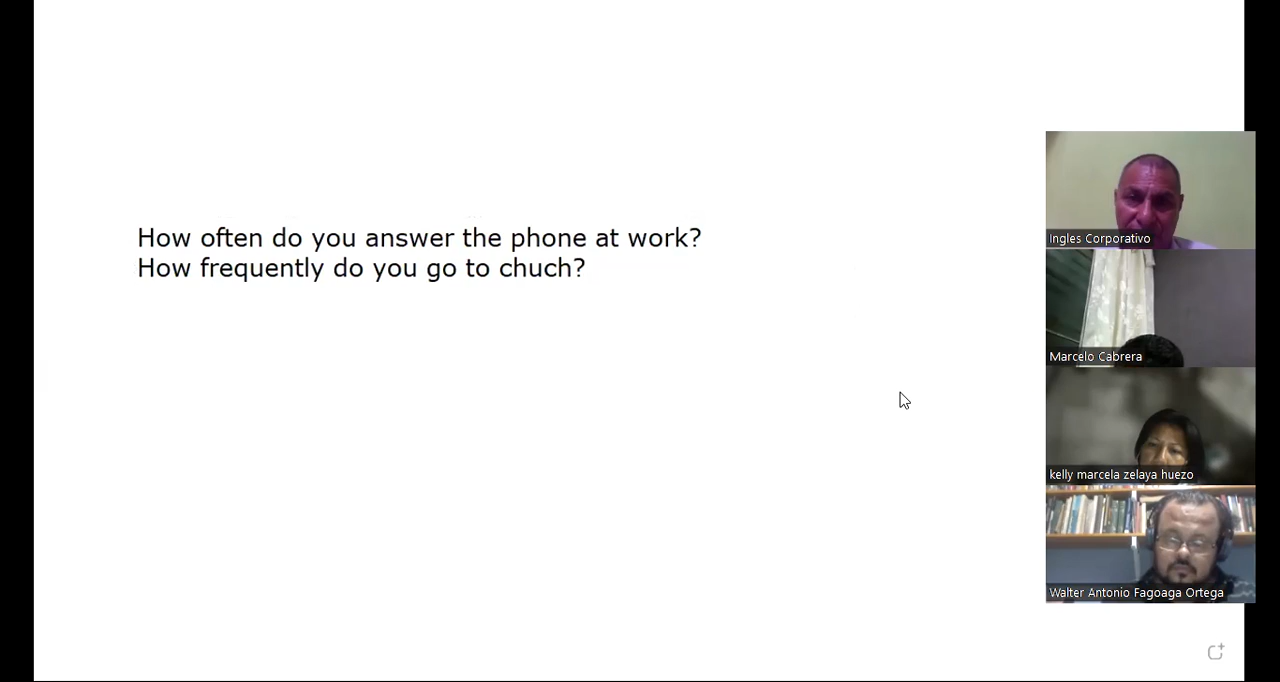 How often do you answer the phone at work?
How frequently do you go to chuch?
Ingles Corporativo
Marcelo Cabrera
kelly marcela zelaya huezo
Walter Antonio Fagoaga Ortega